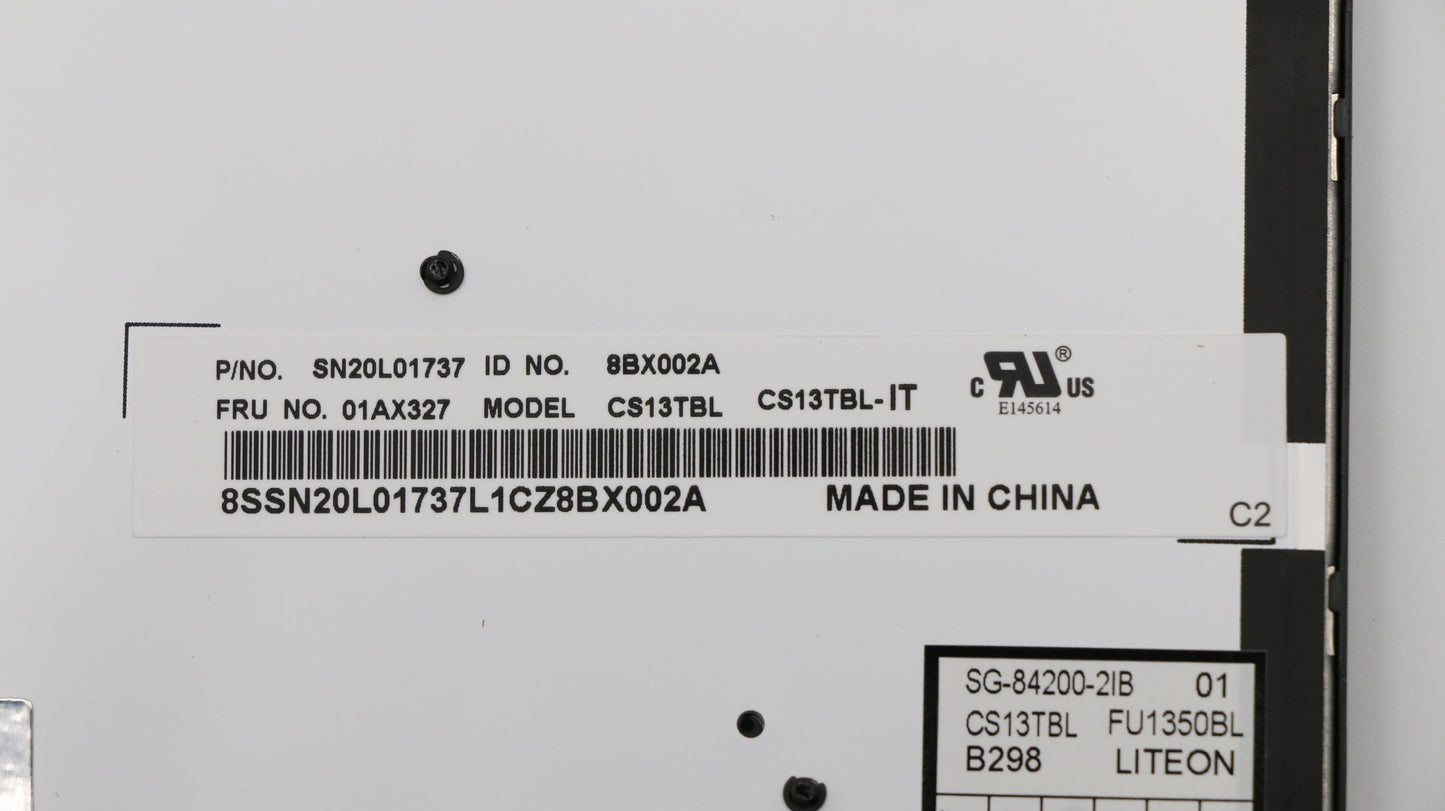 P/NO. SN20L01737 ID NO. 8BX002A
FRU NO. 01AX327 MODEL CS13TBL CS13TBL-IT
C RU ® US
E145614
8SSN20L01737L1CZ8BX002A MADE IN CHINA
C2
SG-84200-2IB 01
CS13TBL FU1350BL
B298 LITEON